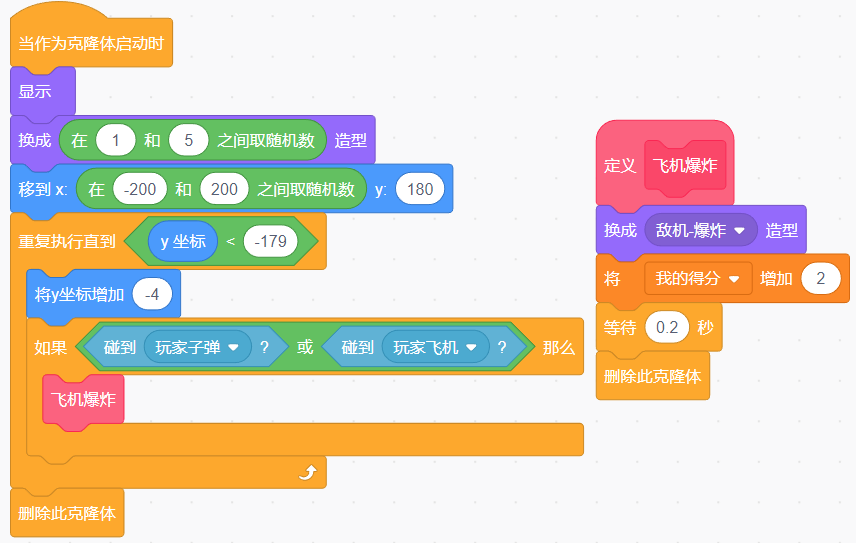 当作为克隆体启动时
显示
换成 在 1 和 5 之间取随机数 造型
移到 x: 在 -200 和 200 之间取随机数 y: 180
重复执行直到 y 坐标 < -179
将y坐标增加 -4
如果 碰到 玩家子弹 ? 或 碰到 玩家飞机 ? 那么
飞机爆炸
删除此克隆体
定义 飞机爆炸
换成 敌机-爆炸 造型
将 我的得分 增加 2
等待 0.2 秒
删除此克隆体